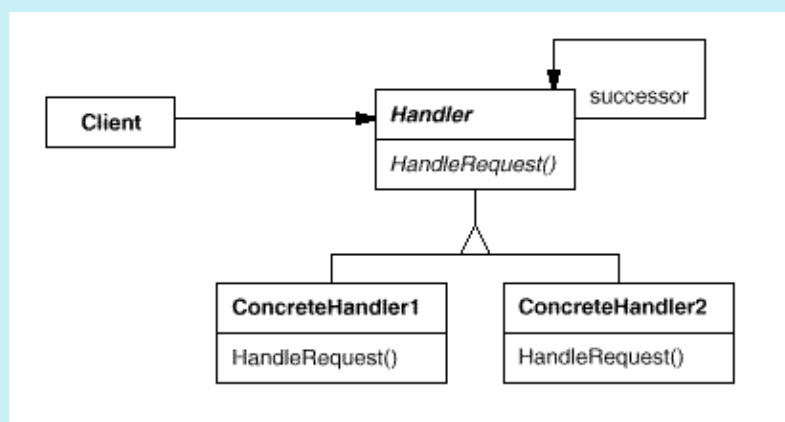 successor
Client
Handler
HandleRequest()
ConcreteHandler1
ConcreteHandler2
HandleRequest()
HandleRequest()